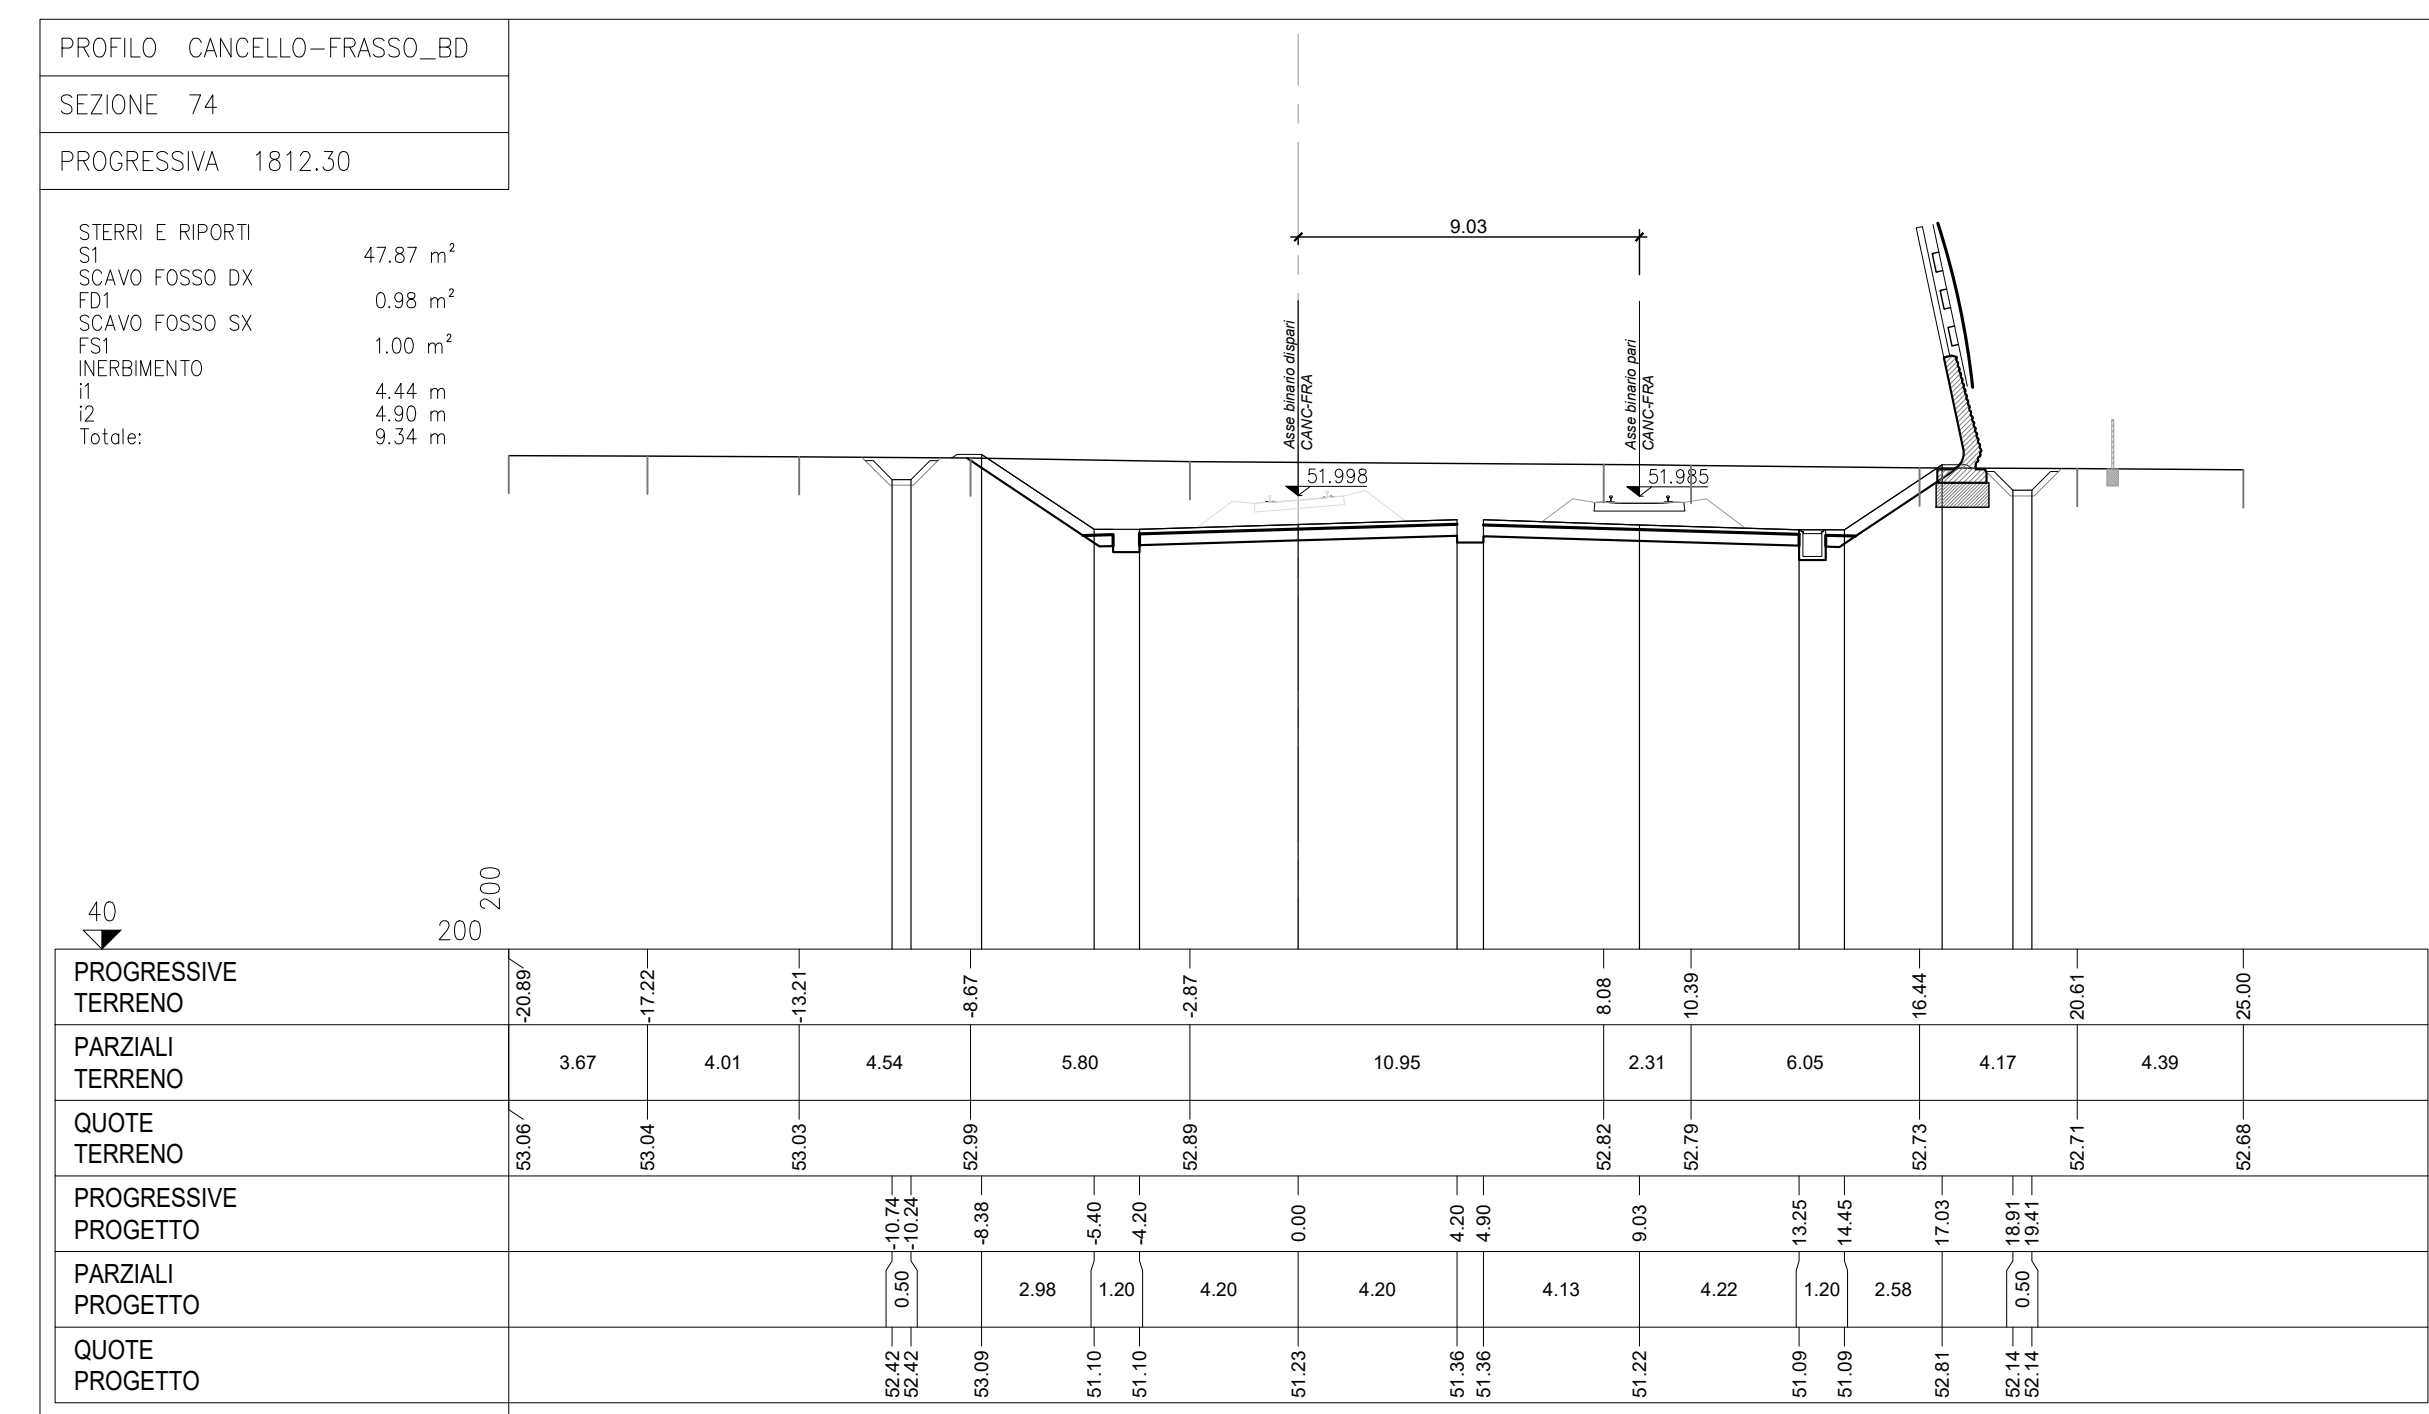 PROFILO CANCELLO-FRASSO_BD
SEZIONE 74
PROGRESSIVA 1812.30
STERRI E RIPORTI
S1 47.87 m²
SCAVO FOSSO DX
FD1 0.98 m²
SCAVO FOSSO SX
FS1 1.00 m²
INERBIMENTO
i1 4.44 m
i2 4.90 m
Totale: 9.34 m
9.03
Asse binario dispari
CANC-FRA
Asse binario pari
CANC-FRA
51.998
51.985
200
40
200
PROGRESSIVE
TERRENO
-20.89 -17.22 -13.21 -8.67 -2.87 8.08 10.39 16.44 20.61 25.00
PARZIALI
TERRENO
3.67 4.01 4.54 5.80 10.95 2.31 6.05 4.17 4.39
QUOTE
TERRENO
53.06 53.04 53.03 52.99 52.89 52.82 52.79 52.73 52.71 52.68
PROGRESSIVE
PROGETTO
-10.74 -10.24 -8.38 -5.40 -4.20 0.00 4.20 4.90 9.03 13.25 14.45 17.03 18.91 19.41
PARZIALI
PROGETTO
0.50 2.98 1.20 4.20 4.20 4.13 4.22 1.20 2.58 0.50
QUOTE
PROGETTO
52.42 52.42 53.09 51.10 51.10 51.23 51.36 51.36 51.22 51.09 51.09 52.81 52.14 52.14